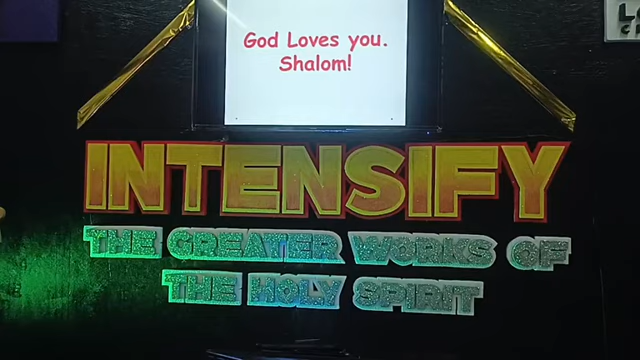 God Loves you.
Shalom!
INTENSIFY
THE GREATER WORKS OF
THE HOLY SPIRIT